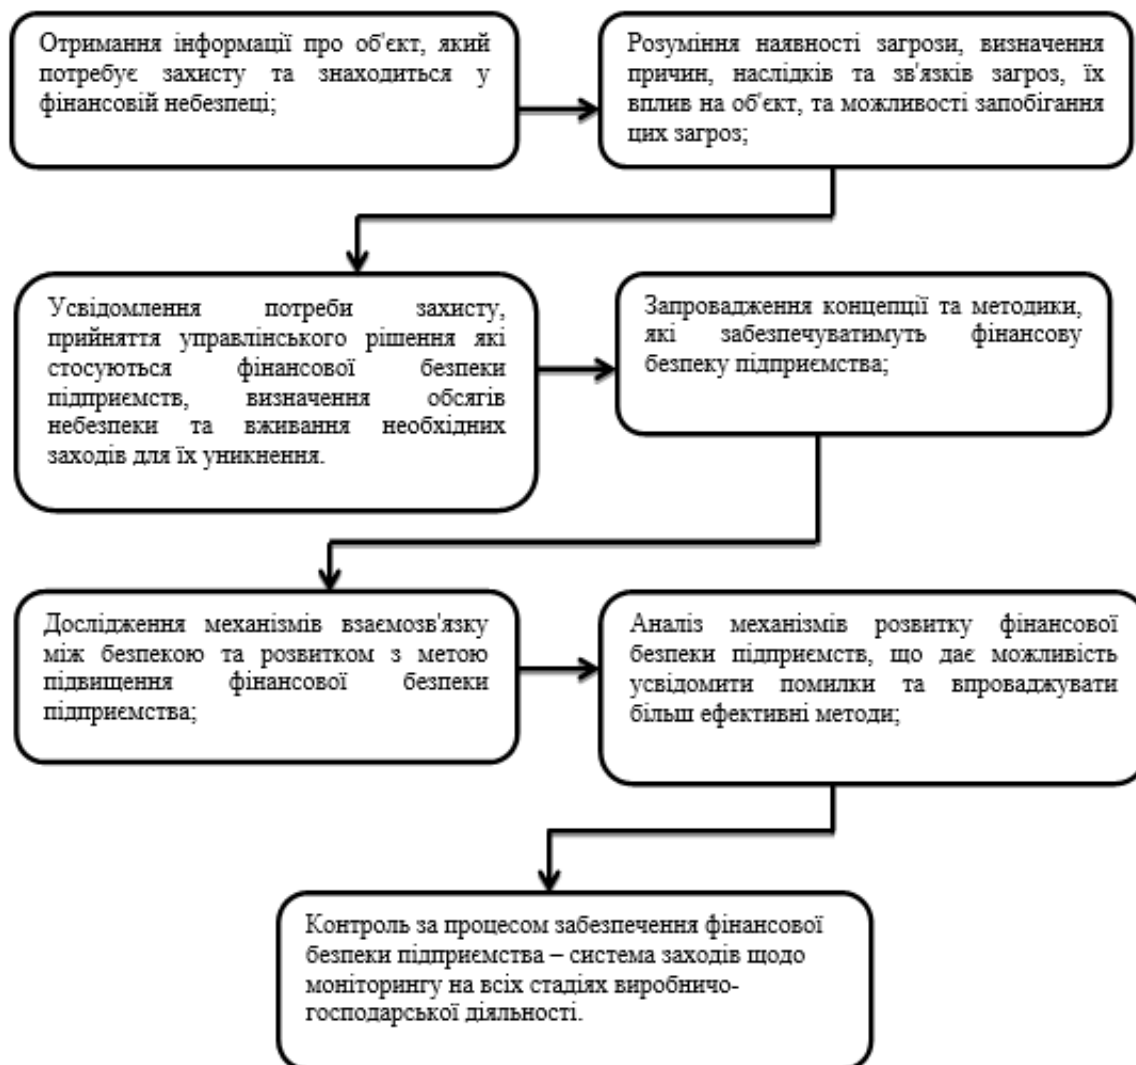 Отримання інформації про об'єкт, який
потребує захисту та знаходиться у
фінансовій небезпеці;
Розуміння наявності загрози, визначення
причин, наслідків та зв'язків загроз, їх
вплив на об'єкт, та можливості запобігання
цих загроз;
Усвідомлення потреби захисту,
прийняття управлінського рішення які
стосуються фінансової безпеки
підприємств, визначення обсягів
небезпеки та вживання необхідних
заходів для їх уникнення.
Запровадження концепції та методики,
які забезпечуватимуть фінансову
безпеку підприємства;
Дослідження механізмів взаємозв'язку
між безпекою та розвитком з метою
підвищення фінансової безпеки
підприємства;
Аналіз механізмів розвитку фінансової
безпеки підприємств, що дає можливість
усвідомити помилки та впроваджувати
більш ефективні методи;
Контроль за процесом забезпечення фінансової
безпеки підприємства – система заходів щодо
моніторингу на всіх стадіях виробничо-
господарської діяльності.